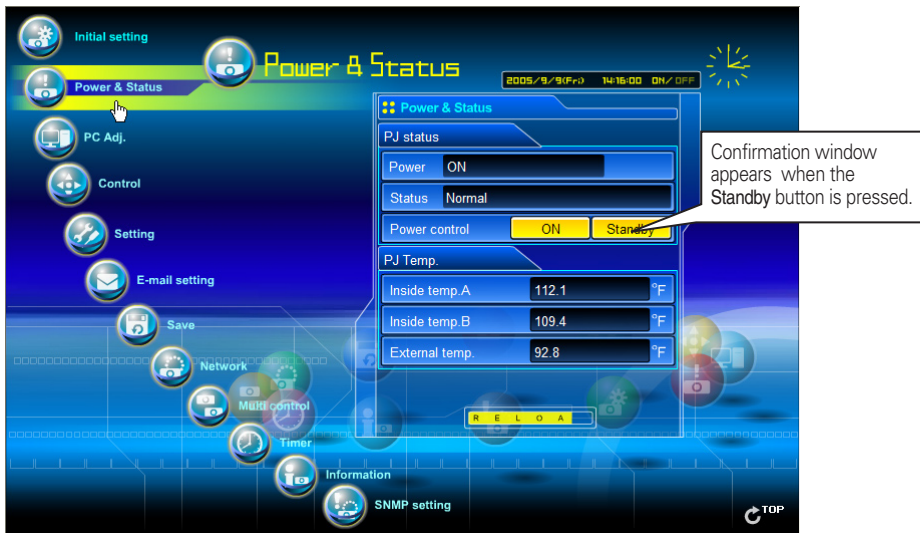 Initial setting
Power & Status
2005/9/9(Fri) 14:16:00 ON/OFF
Power & Status
Power & Status
PC Adj.
PJ status
Power ON
Confirmation window
appears when the
Standby button is pressed.
Control
Status Normal
Setting
Power control ON Standby
PJ Temp.
E-mail setting
Inside temp.A 112.1 °F
Save
Inside temp.B 109.4 °F
External temp. 92.8 °F
Network
Multi control
R E L O A
Timer
Information
SNMP setting
TOP